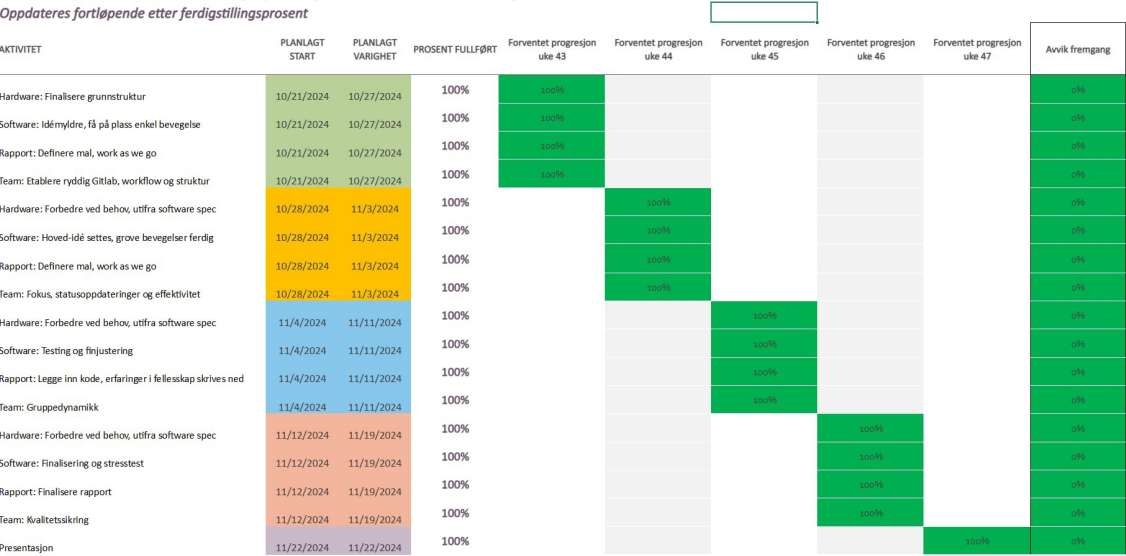 Oppdateres fortløpende etter ferdigstillingsprosent
AKTIVITET PLANLAGT START PLANLAGT VARIGHET PROSENT FULLFØRT Forventet progresjon uke 43 Forventet progresjon uke 44 Forventet progresjon uke 45 Forventet progresjon uke 46 Forventet progresjon uke 47 Avvik fremgang
Hardware: Finalisere grunnstruktur 10/21/2024 10/27/2024 100% 100% 0%
Software: Idémyldre, få på plass enkel bevegelse 10/21/2024 10/27/2024 100% 100% 0%
Rapport: Definere mal, work as we go 10/21/2024 10/27/2024 100% 100% 0%
Team: Etablere ryddig Gitlab, workflow og struktur 10/21/2024 10/27/2024 100% 100% 0%
Hardware: Forbedre ved behov, utifra software spec 10/28/2024 11/3/2024 100% 100% 0%
Software: Hoved-idé settes, grove bevegelser ferdig 10/28/2024 11/3/2024 100% 100% 0%
Rapport: Definere mal, work as we go 10/28/2024 11/3/2024 100% 100% 0%
Team: Fokus, statusoppdateringer og effektivitet 10/28/2024 11/3/2024 100% 100% 0%
Hardware: Forbedre ved behov, utifra software spec 11/4/2024 11/11/2024 100% 100% 0%
Software: Testing og finjustering 11/4/2024 11/11/2024 100% 100% 0%
Rapport: Legge inn kode, erfaringer i fellesskap skrives ned 11/4/2024 11/11/2024 100% 100% 0%
Team: Gruppedynamikk 11/4/2024 11/11/2024 100% 100% 0%
Hardware: Forbedre ved behov, utifra software spec 11/12/2024 11/19/2024 100% 100% 0%
Software: Finalisering og stresstest 11/12/2024 11/19/2024 100% 100% 0%
Rapport: Finalisere rapport 11/12/2024 11/19/2024 100% 100% 0%
Team: Kvalitetssikring 11/12/2024 11/19/2024 100% 100% 0%
Presentasjon 11/22/2024 11/22/2024 100% 100% 0%